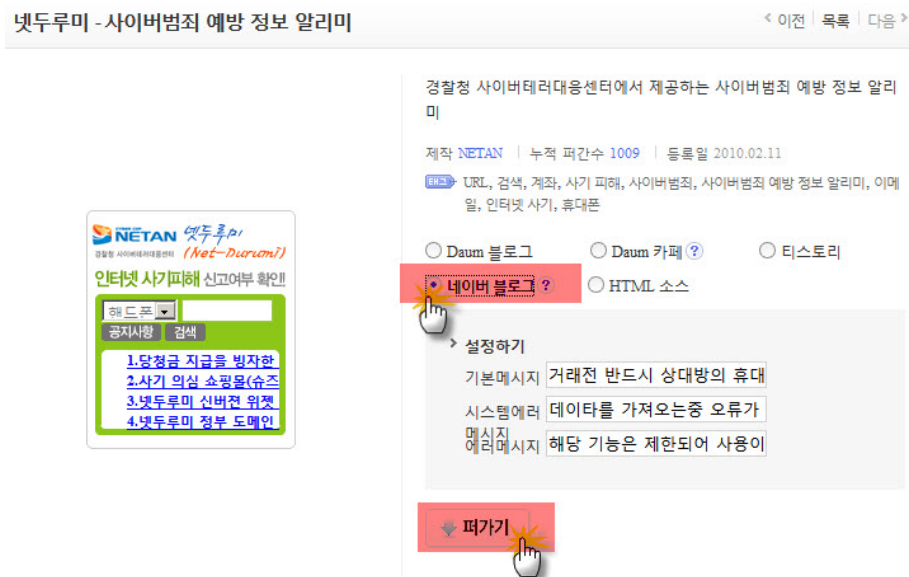 넷두루미 - 사이버범죄 예방 정보 알리미
이전 목록 다음
경찰청 사이버테러대응센터에서 제공하는 사이버범죄 예방 정보 알리
미
제작 NETAN 누적 퍼간수 1009 등록일 2010.02.11
태그 URL, 검색, 계좌, 사기 피해, 사이버범죄, 사이버범죄 예방 정보 알리미, 이메
일, 인터넷 사기, 휴대폰
NETAN 넷두루미
경찰청 사이버테러대응센터 (Net-Durumi)
인터넷 사기피해 신고여부 확인!!
핸드폰
공지사항 검색
1.당첨금 지급을 빙자한
2.사기 의심 쇼핑몰(슈즈
3.넷두루미 신버젼 위젯
4.넷두루미 정부 도메인
Daum 블로그 Daum 카페 ? 티스토리
네이버 블로그 ? HTML 소스
설정하기
기본메시지 거래전 반드시 상대방의 휴대
시스템에러 데이타를 가져오는중 오류가
메시지
에러메시지 해당 기능은 제한되어 사용이
퍼가기